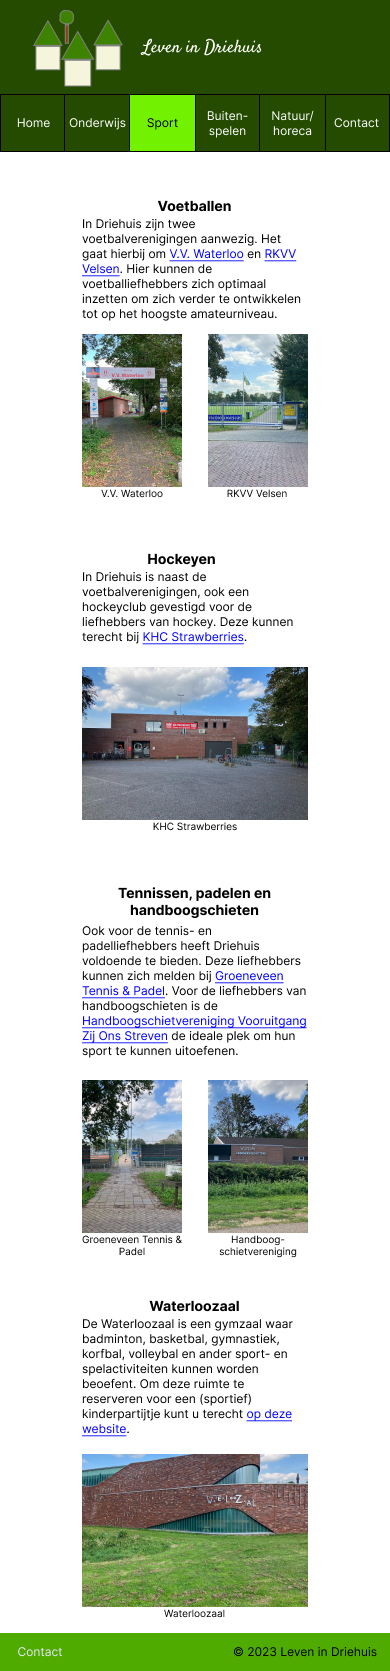 Leven in Driehuis
Home
Onderwijs
Sport
Buiten-
spelen
Natuur/
horeca
Contact
Voetballen
In Driehuis zijn twee
voetbalverenigingen aanwezig. Het
gaat hierbij om V.V. Waterloo en RKVV
Velsen. Hier kunnen de
voetballiefhebbers zich optimaal
inzetten om zich verder te ontwikkelen
tot op het hoogste amateurniveau.
V.V. Waterloo
V.V. Waterloo
RKVV Velsen
Hockeyen
In Driehuis is naast de
voetbalverenigingen, ook een
hockeyclub gevestigd voor de
liefhebbers van hockey. Deze kunnen
terecht bij KHC Strawberries.
KHC Strawberries
Tennissen, padelen en
handboogschieten
Ook voor de tennis- en
padelliefhebbers heeft Driehuis
voldoende te bieden. Deze liefhebbers
kunnen zich melden bij Groeneveen
Tennis & Padel. Voor de liefhebbers van
handboogschieten is de
Handboogschietvereniging Vooruitgang
Zij Ons Streven de ideale plek om hun
sport te kunnen uitoefenen.
Groeneveen Tennis &
Padel
Handboog-
schietvereniging
Waterloozaal
De Waterloozaal is een gymzaal waar
badminton, basketbal, gymnastiek,
korfbal, volleybal en ander sport- en
spelactiviteiten kunnen worden
beoefent. Om deze ruimte te
reserveren voor een (sportief)
kinderpartijtje kunt u terecht op deze
website.
Waterloozaal
Contact
© 2023 Leven in Driehuis